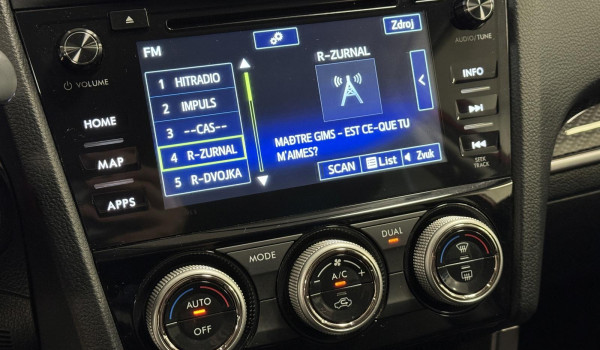 FM
Zdroj
R-ZURNAL
1 HITRADIO
2 IMPULS
3 --CAS--
4 R-ZURNAL
5 R-DVOJKA
MAĐTRE GIMS - EST CE-QUE TU
M'AIMES?
SCAN
List
Zvuk
VOLUME
HOME
MAP
APPS
AUDIO/TUNE
INFO
SEEK
TRACK
MODE
DUAL
AUTO
OFF
A/C